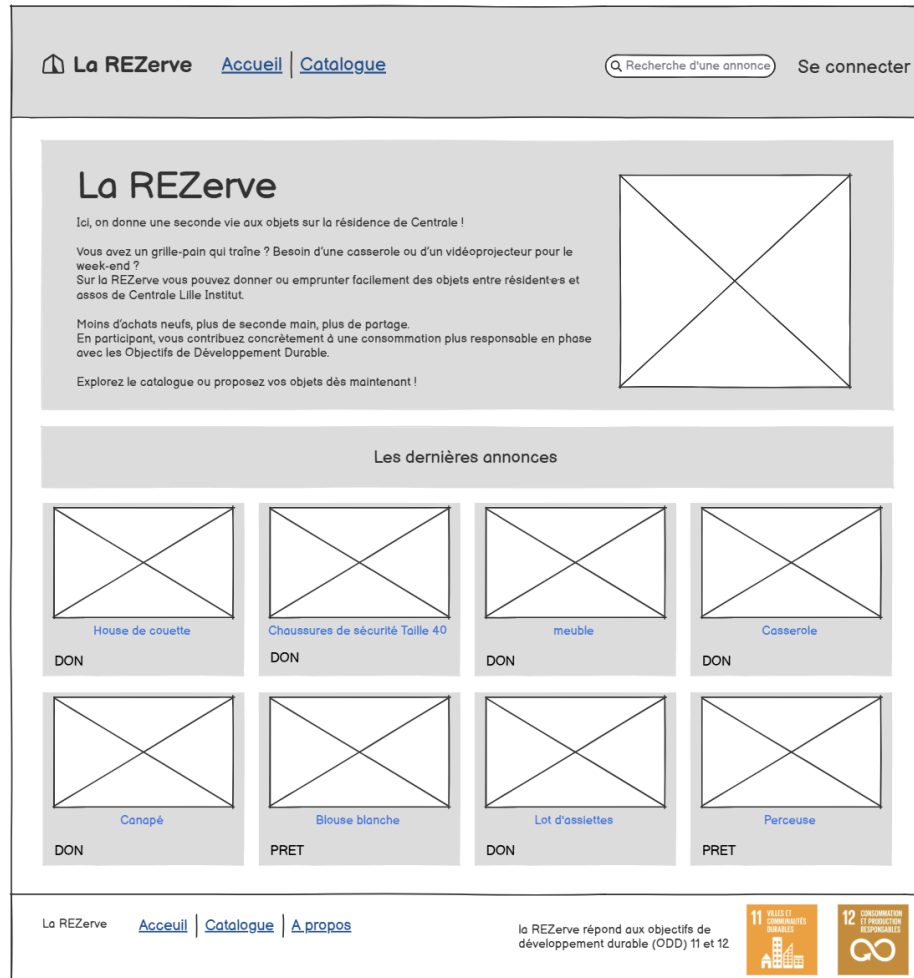 La REZerve Accueil Catalogue Recherche d'une annonce Se connecter
La REZerve
Ici, on donne une seconde vie aux objets sur la résidence de Centrale !
Vous avez un grille-pain qui traîne ? Besoin d'une casserole ou d'un vidéoprojecteur pour le
week-end ?
Sur la REZerve vous pouvez donner ou emprunter facilement des objets entre résident·e·s et
assos de Centrale Lille Institut.
Moins d'achats neufs, plus de seconde main, plus de partage.
En participant, vous contribuez concrètement à une consommation plus responsable en phase
avec les Objectifs de Développement Durable.
Explorez le catalogue ou proposez vos objets dès maintenant !
Les dernières annonces
House de couette
DON
Chaussures de sécurité Taille 40
DON
meuble
DON
Casserole
DON
Canapé
DON
Blouse blanche
PRET
Lot d'assiettes
DON
Perceuse
PRET
La REZerve Acceuil Catalogue A propos
la REZerve répond aux objectifs de
développement durable (ODD) 11 et 12
11 VILLES ET
COMMUNAUTÉS
DURABLES
12 CONSOMMATION
ET PRODUCTION
RESPONSABLES